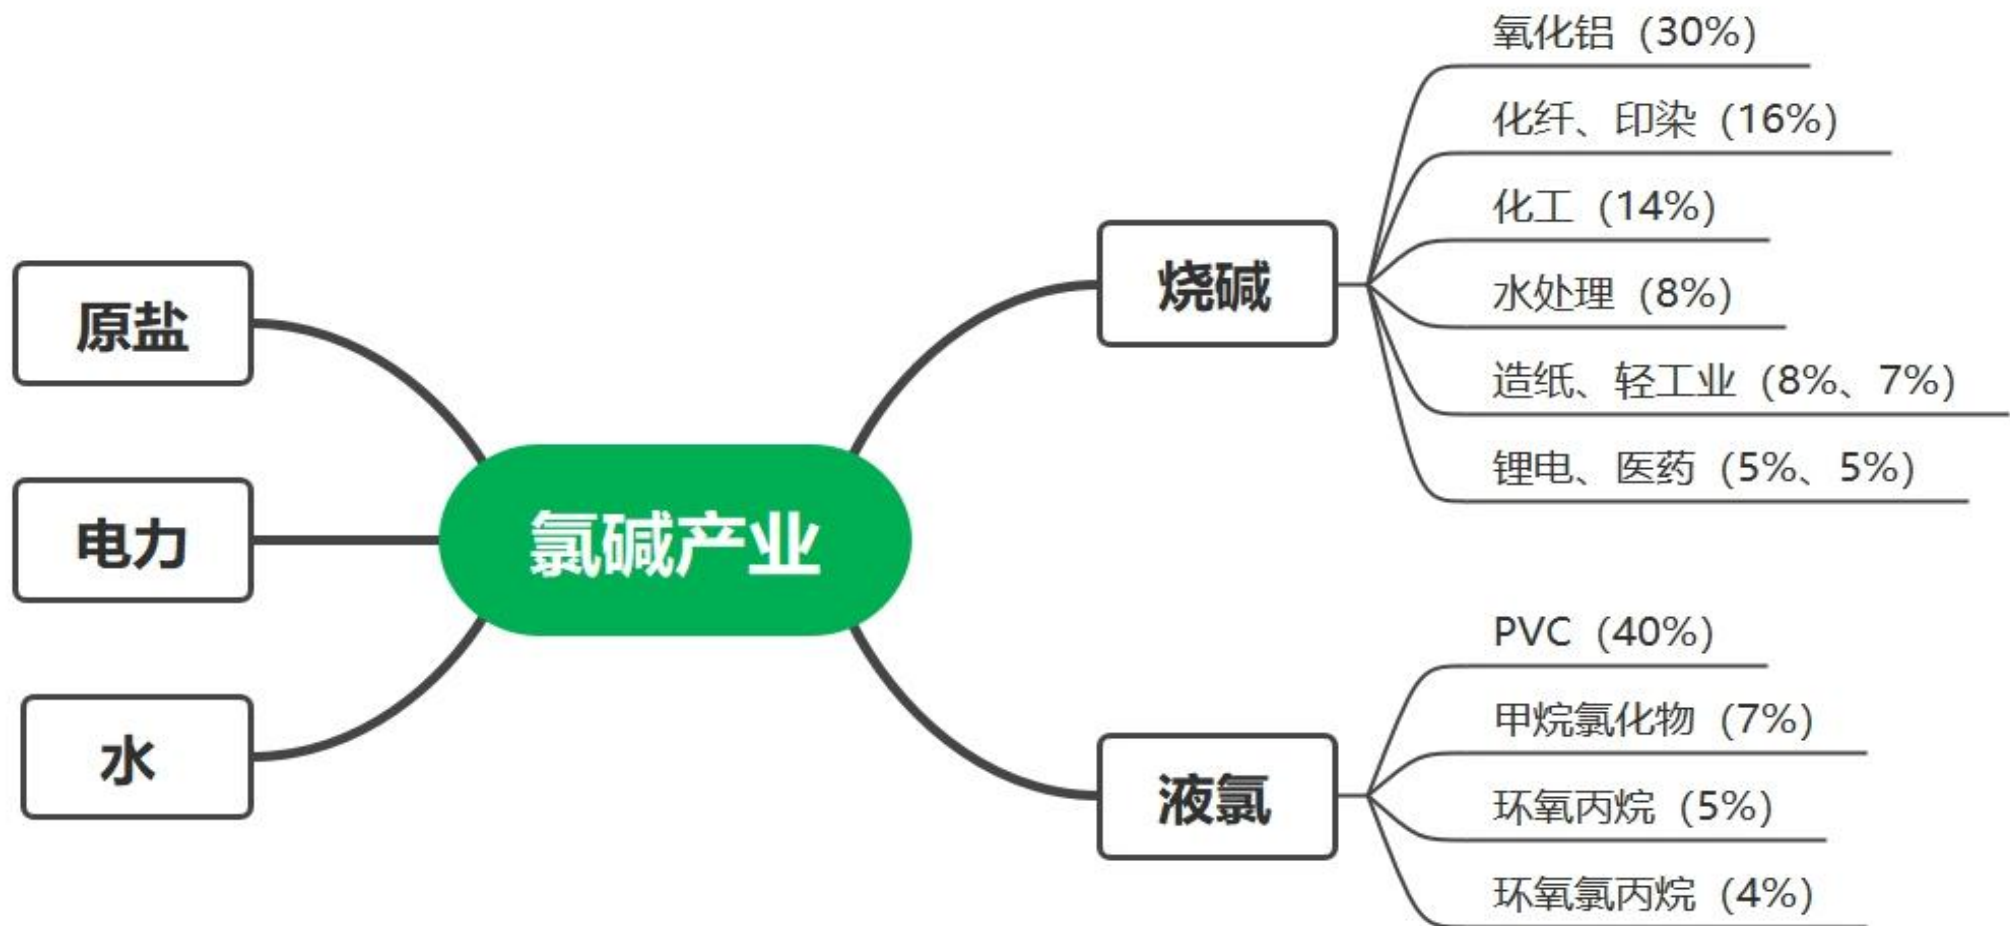 原盐
电力
水
氯碱产业
烧碱
氧化铝（30%）
化纤、印染（16%）
化工（14%）
水处理（8%）
造纸、轻工业（8%、7%）
锂电、医药（5%、5%）
液氯
PVC（40%）
甲烷氯化物（7%）
环氧丙烷（5%）
环氧氯丙烷（4%）